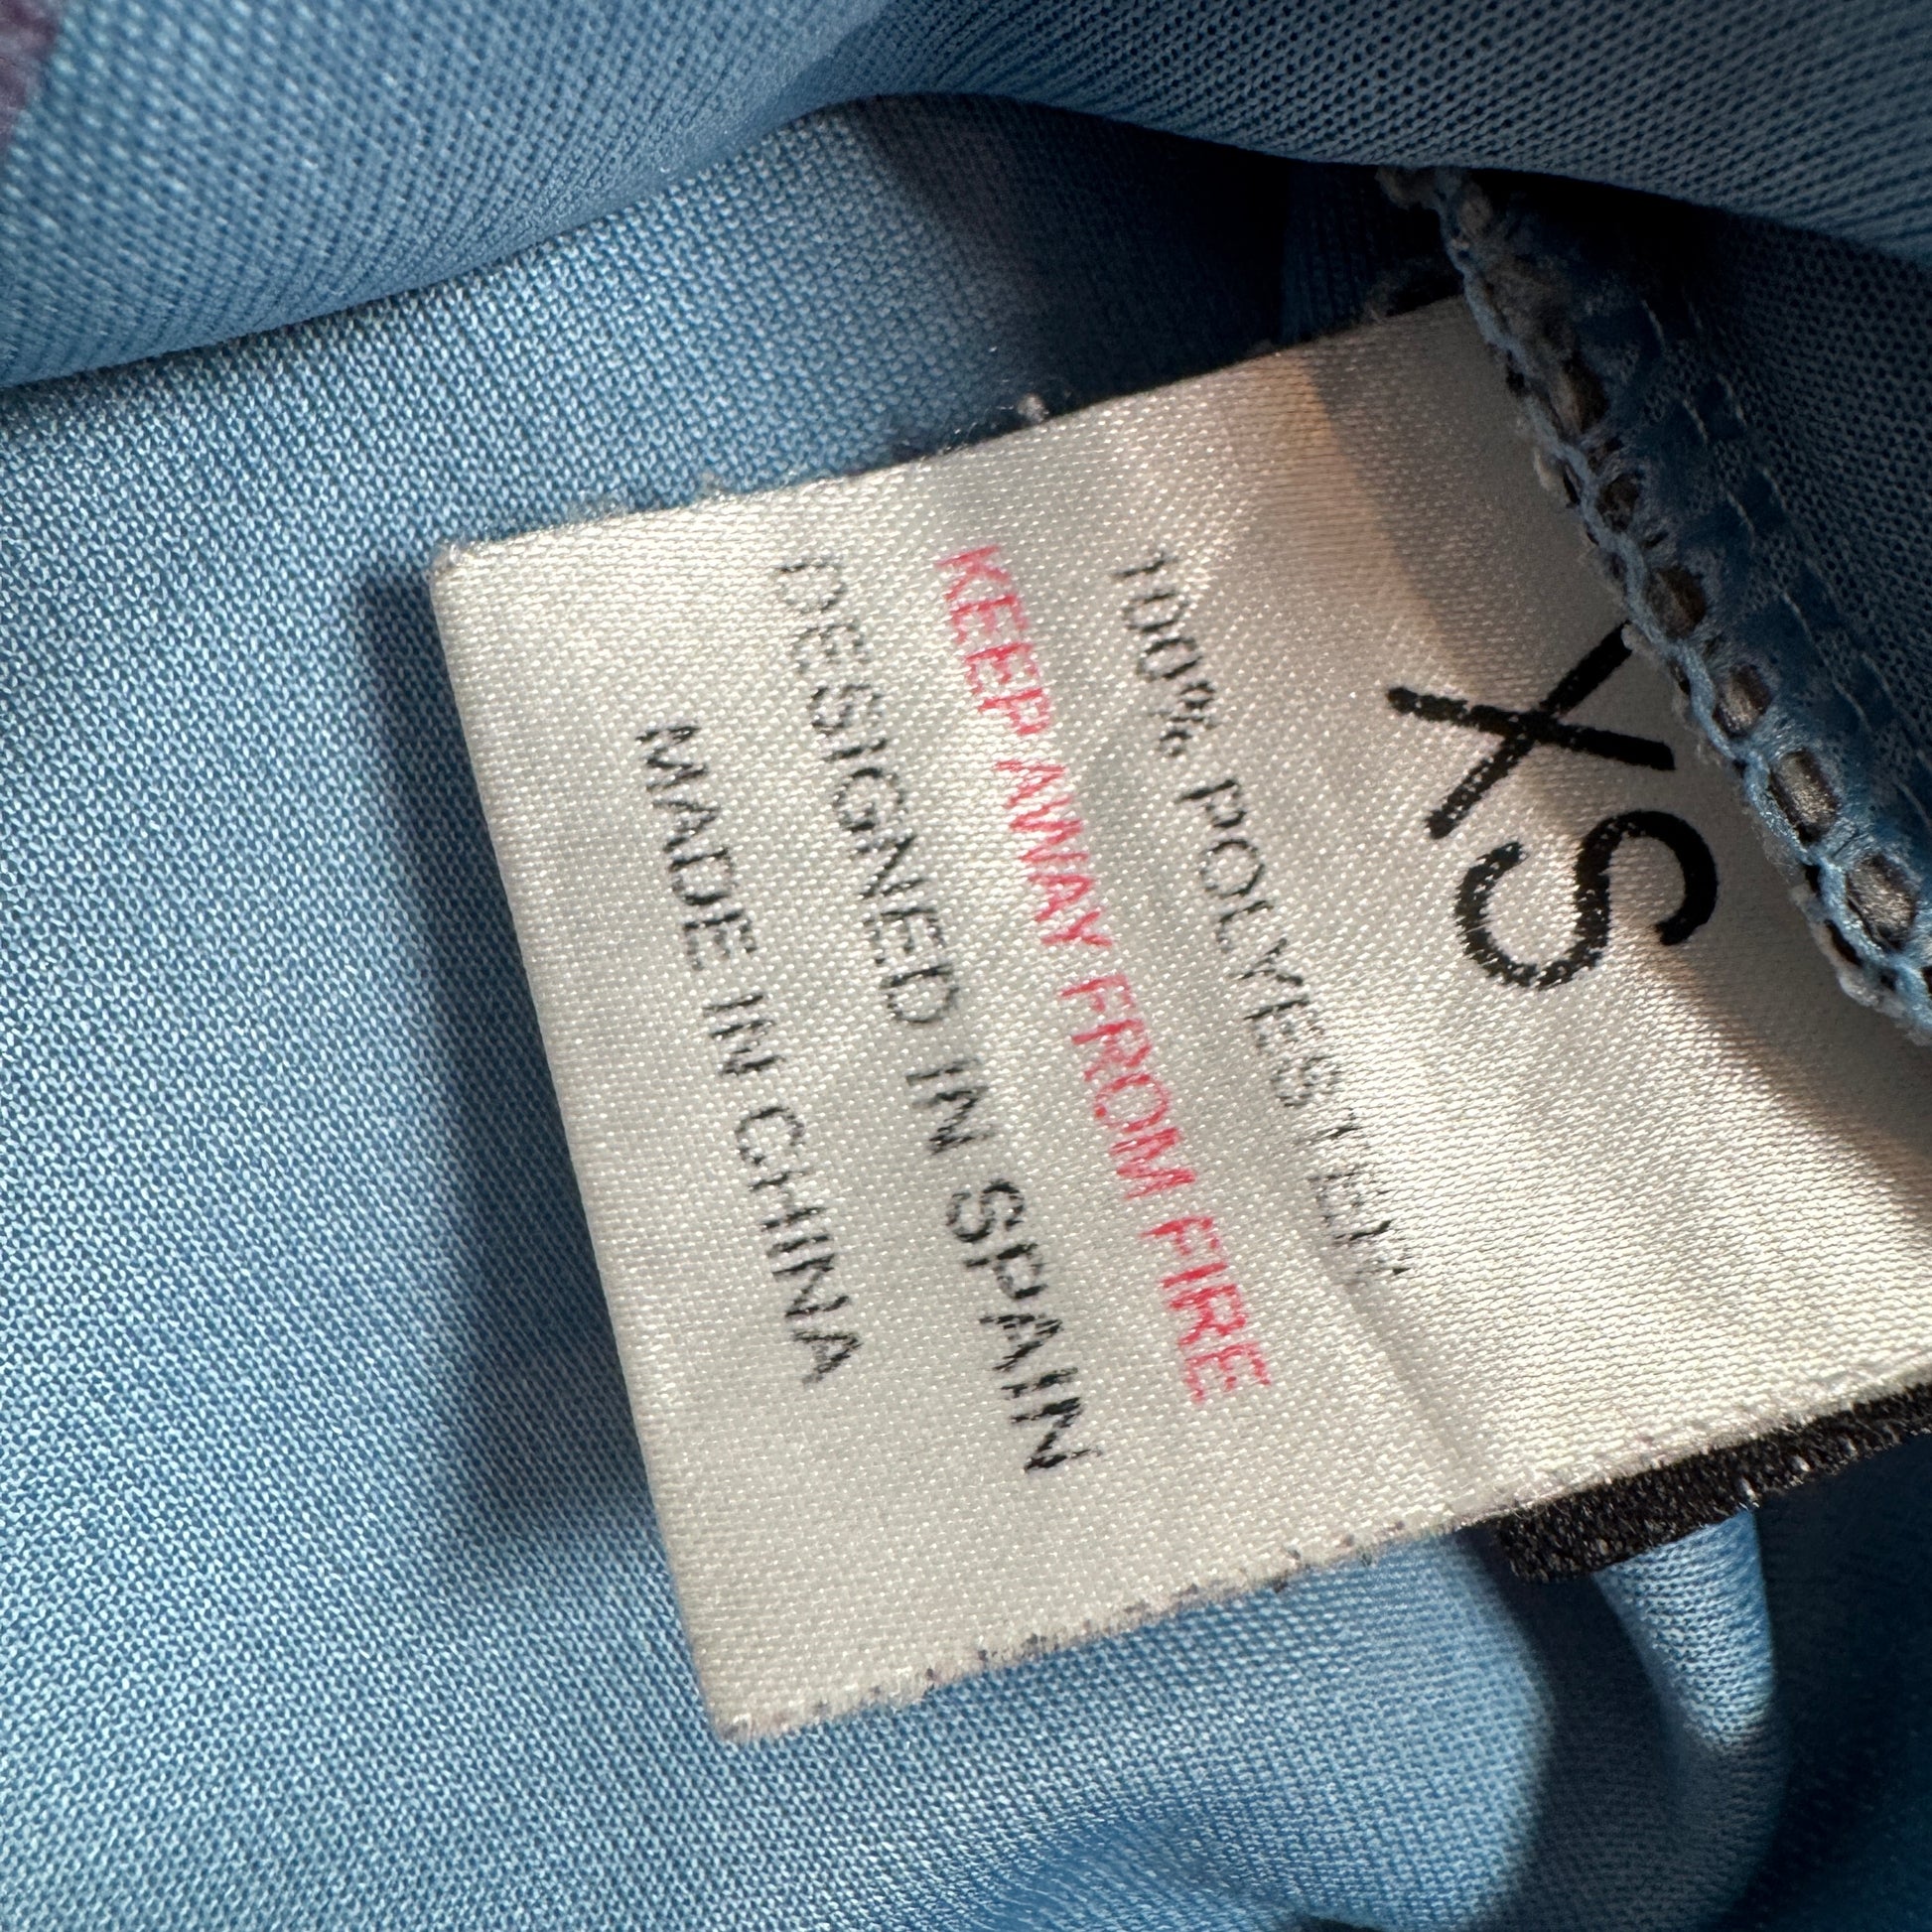 XS
100% POLYESTER
KEEP AWAY FROM FIRE
DESIGNED IN SPAIN
MADE IN CHINA